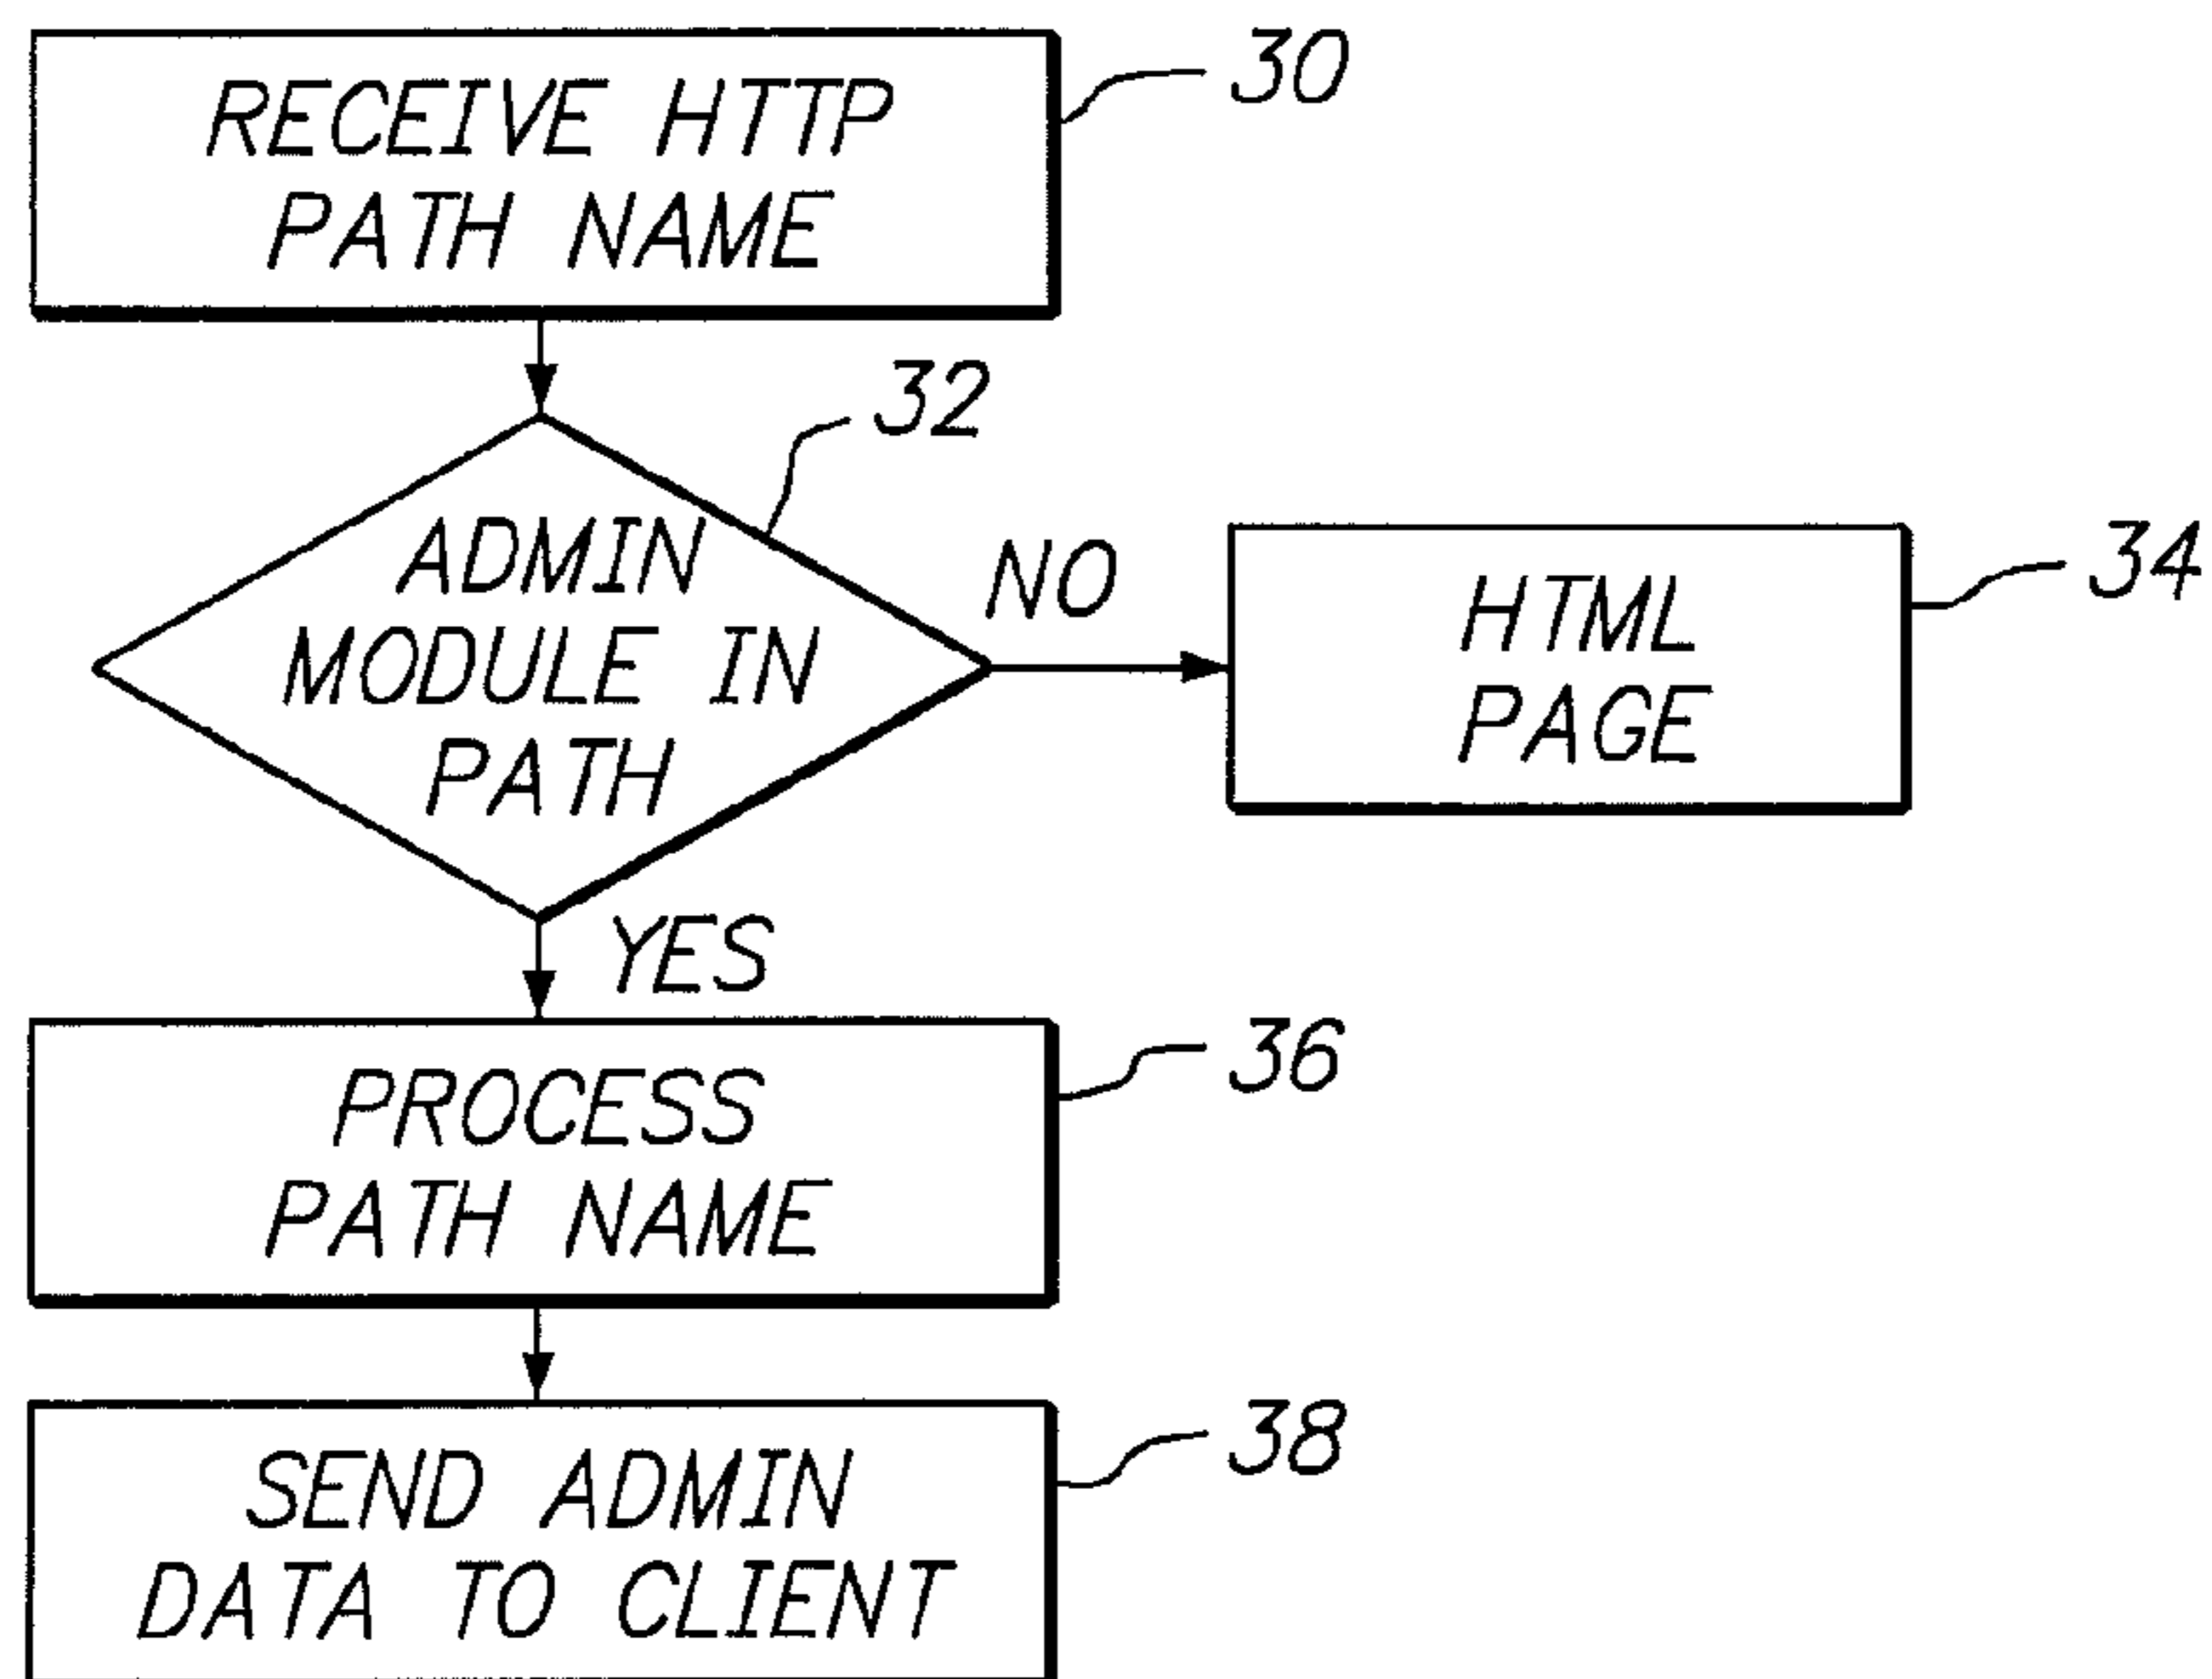 RECEIVE HTTP
PATH NAME
30
32
ADMIN
MODULE IN
PATH
NO
HTML
PAGE
34
YES
PROCESS
PATH NAME
36
SEND ADMIN
DATA TO CLIENT
38